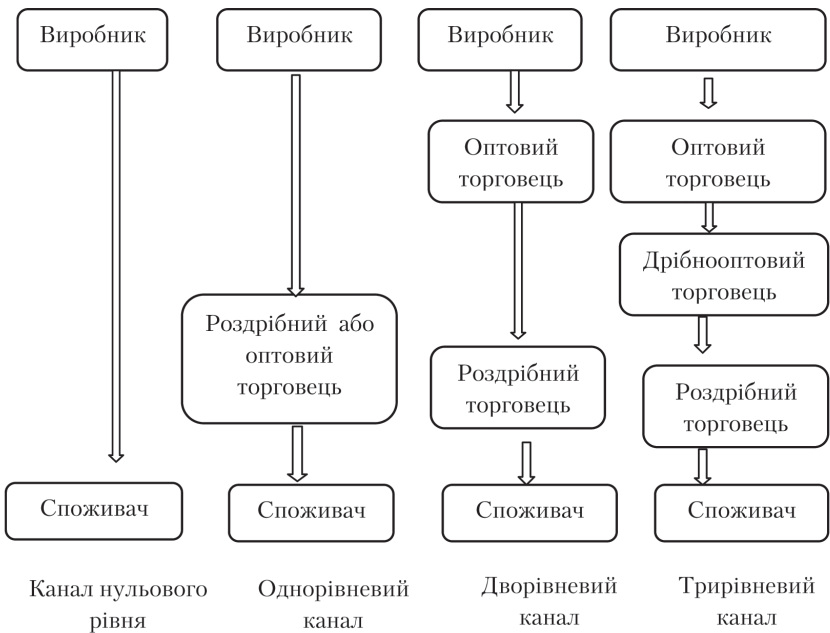 Виробник
Виробник
Виробник
Виробник
Оптовий
торговець
Оптовий
торговець
Дрібнооптовий
торговець
Роздрібний або
оптовий
торговець
Роздрібний
торговець
Роздрібний
торговець
Споживач
Споживач
Споживач
Споживач
Канал нульового
рівня
Однорівневий
канал
Дворівневий
канал
Трирівневий
канал